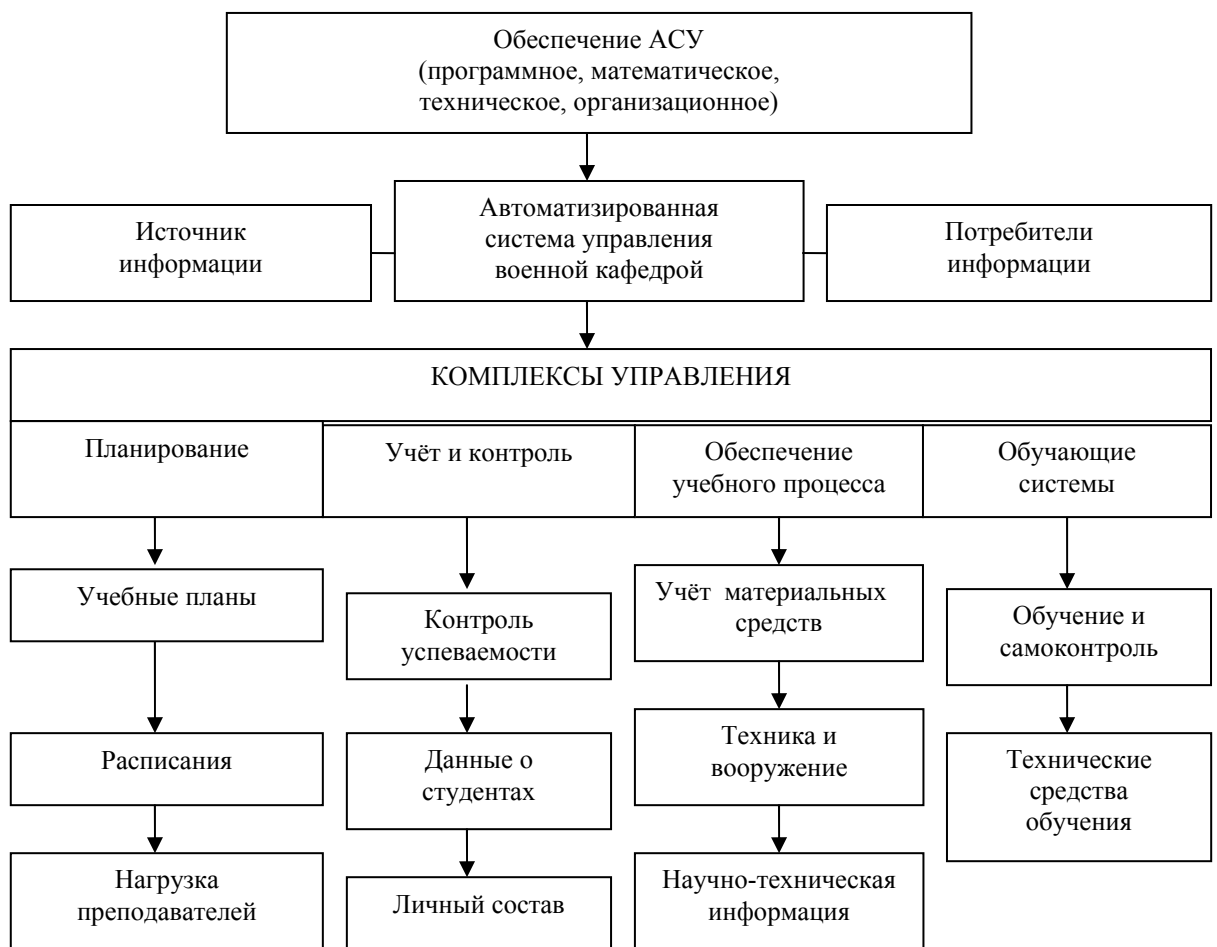 Обеспечение АСУ
(программное, математическое,
техническое, организационное)
Источник
информации
Автоматизированная
система управления
военной кафедрой
Потребители
информации
КОМПЛЕКСЫ УПРАВЛЕНИЯ
Планирование
Учёт и контроль
Обеспечение
учебного процесса
Обучающие
системы
Учебные планы
Контроль
успеваемости
Учёт материальных
средств
Обучение и
самоконтроль
Расписания
Данные о
студентах
Техника и
вооружение
Технические
средства
обучения
Нагрузка
преподавателей
Личный состав
Научно-техническая
информация